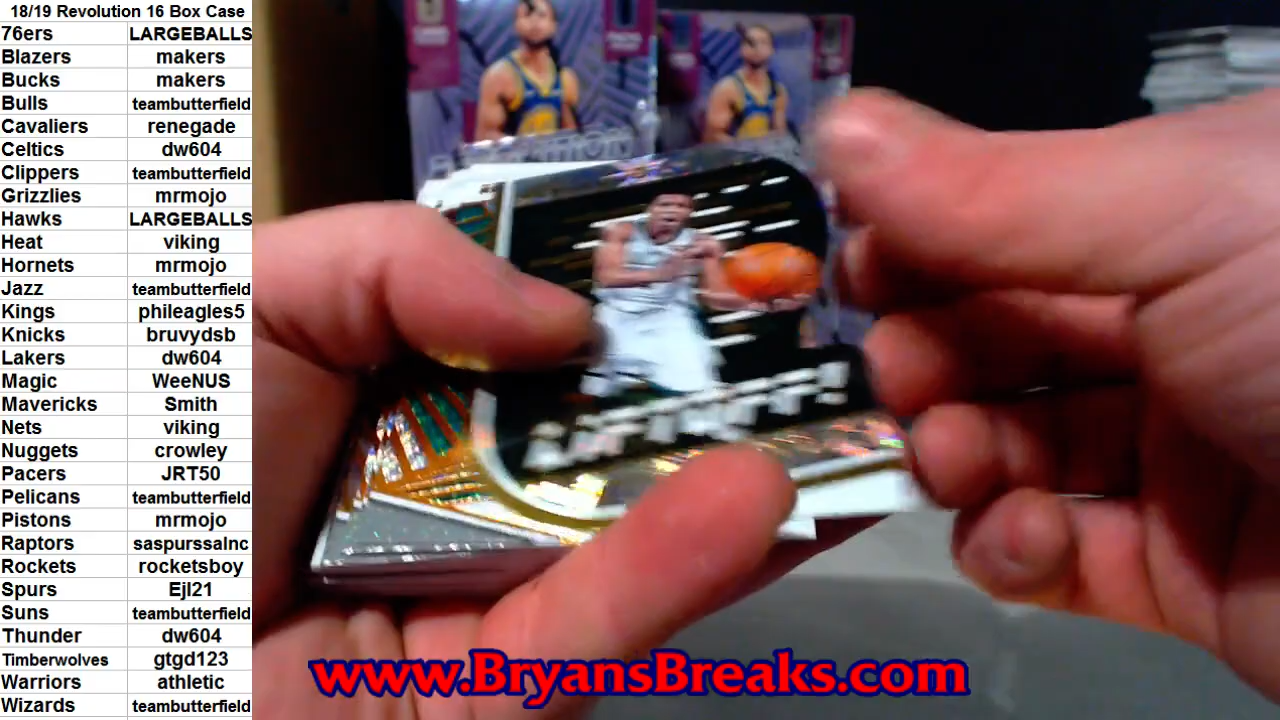 18/19 Revolution 16 Box Case
76ers LARGEBALLS
Blazers makers
Bucks makers
Bulls teambutterfield
Cavaliers renegade
Celtics dw604
Clippers teambutterfield
Grizzlies mrmojo
Hawks LARGEBALLS
Heat viking
Hornets mrmojo
Jazz teambutterfield
Kings phileagles5
Knicks bruvydsb
Lakers dw604
Magic WeeNUS
Mavericks Smith
Nets viking
Nuggets crowley
Pacers JRT50
Pelicans teambutterfield
Pistons mrmojo
Raptors saspurssalnc
Rockets rocketsboy
Spurs Ejl21
Suns teambutterfield
Thunder dw604
Timberwolves gtgd123
Warriors athletic
Wizards teambutterfield
LIFTOFF!
www.BryansBreaks.com